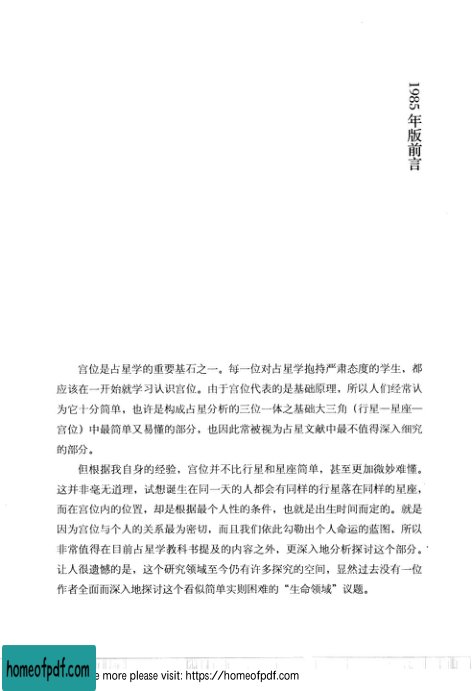 1985 年版前言
宫位是占星学的重要基石之一。每一位对占星学抱持严肃态度的学生，都
应该在一开始就学习认识宫位。由于宫位代表的是基础原理，所以人们经常认
为它十分简单，也许是构成占星分析的三位一体之基础大三角（行星—星座—
宫位）中最简单又易懂的部分，也因此常被视为占星文献中最不值得深入细究
的部分。
但根据我自身的经验，宫位并不比行星和星座简单，甚至更加微妙难懂。
这并非毫无道理，试想诞生在同一天的人都会有同样的行星落在同样的星座，
而在宫位内的位置，却是根据最个人性的条件，也就是出生时间而定的。就是
因为宫位与个人的关系最为密切，而且我们依此勾勒出个人命运的蓝图，所以
非常值得在目前占星学教科书提及的内容之外，更深入地分析探讨这个部分。
让人很遗憾的是，这个研究领域至今仍有许多探究的空间，显然过去没有一位
作者全面而深入地探讨这个看似简单实则困难的“生命领域”议题。
homeofpdf.com
e more please visit: https://homeofpdf.com